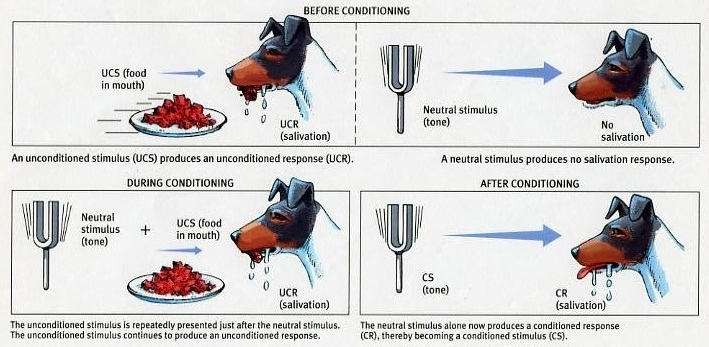 BEFORE CONDITIONING
UCS (food
in mouth)
UCR
(salivation)
Neutral stimulus
(tone)
No
salivation
An unconditioned stimulus (UCS) produces an unconditioned response (UCR).
A neutral stimulus produces no salivation response.
DURING CONDITIONING
Neutral
stimulus
(tone)
+
UCS (food
in mouth)
UCR
(salivation)
The unconditioned stimulus is repeatedly presented just after the neutral stimulus.
The unconditioned stimulus continues to produce an unconditioned response.
AFTER CONDITIONING
CS
(tone)
CR
(salivation)
The neutral stimulus alone now produces a conditioned response
(CR), thereby becoming a conditioned stimulus (CS).